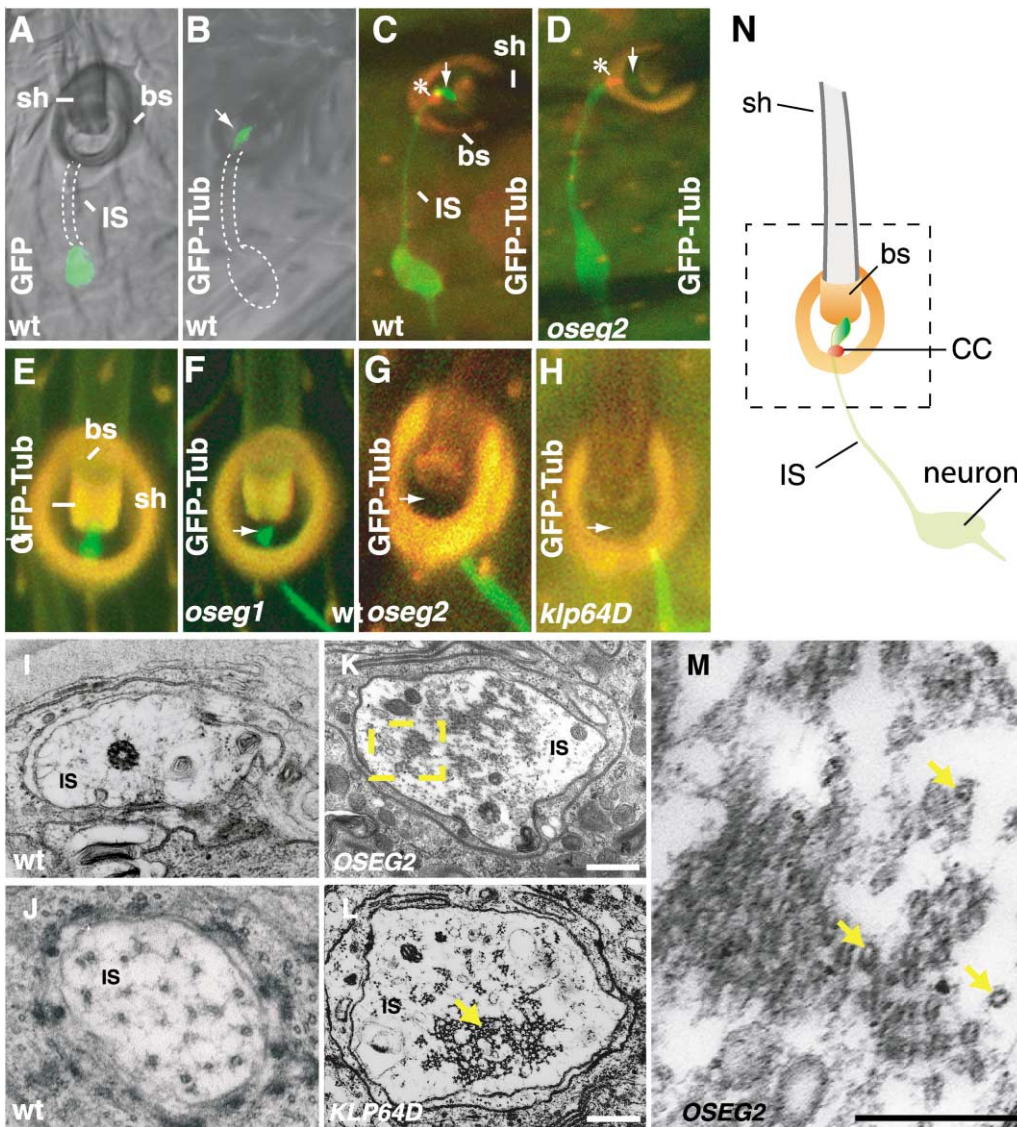 A
sh
bs
IS
GFP
wt
B
GFP-Tub
wt
C
sh
*
bs
IS
GFP-Tub
wt
D
*
GFP-Tub
oseg2
N
sh
bs
CC
IS
neuron
E
bs
sh
GFP-Tub
wt
F
GFP-Tub
oseg1
G
GFP-Tub
oseg2
H
GFP-Tub
klp64D
I
IS
wt
K
IS
OSEG2
M
OSEG2
J
IS
wt
L
IS
KLP64D